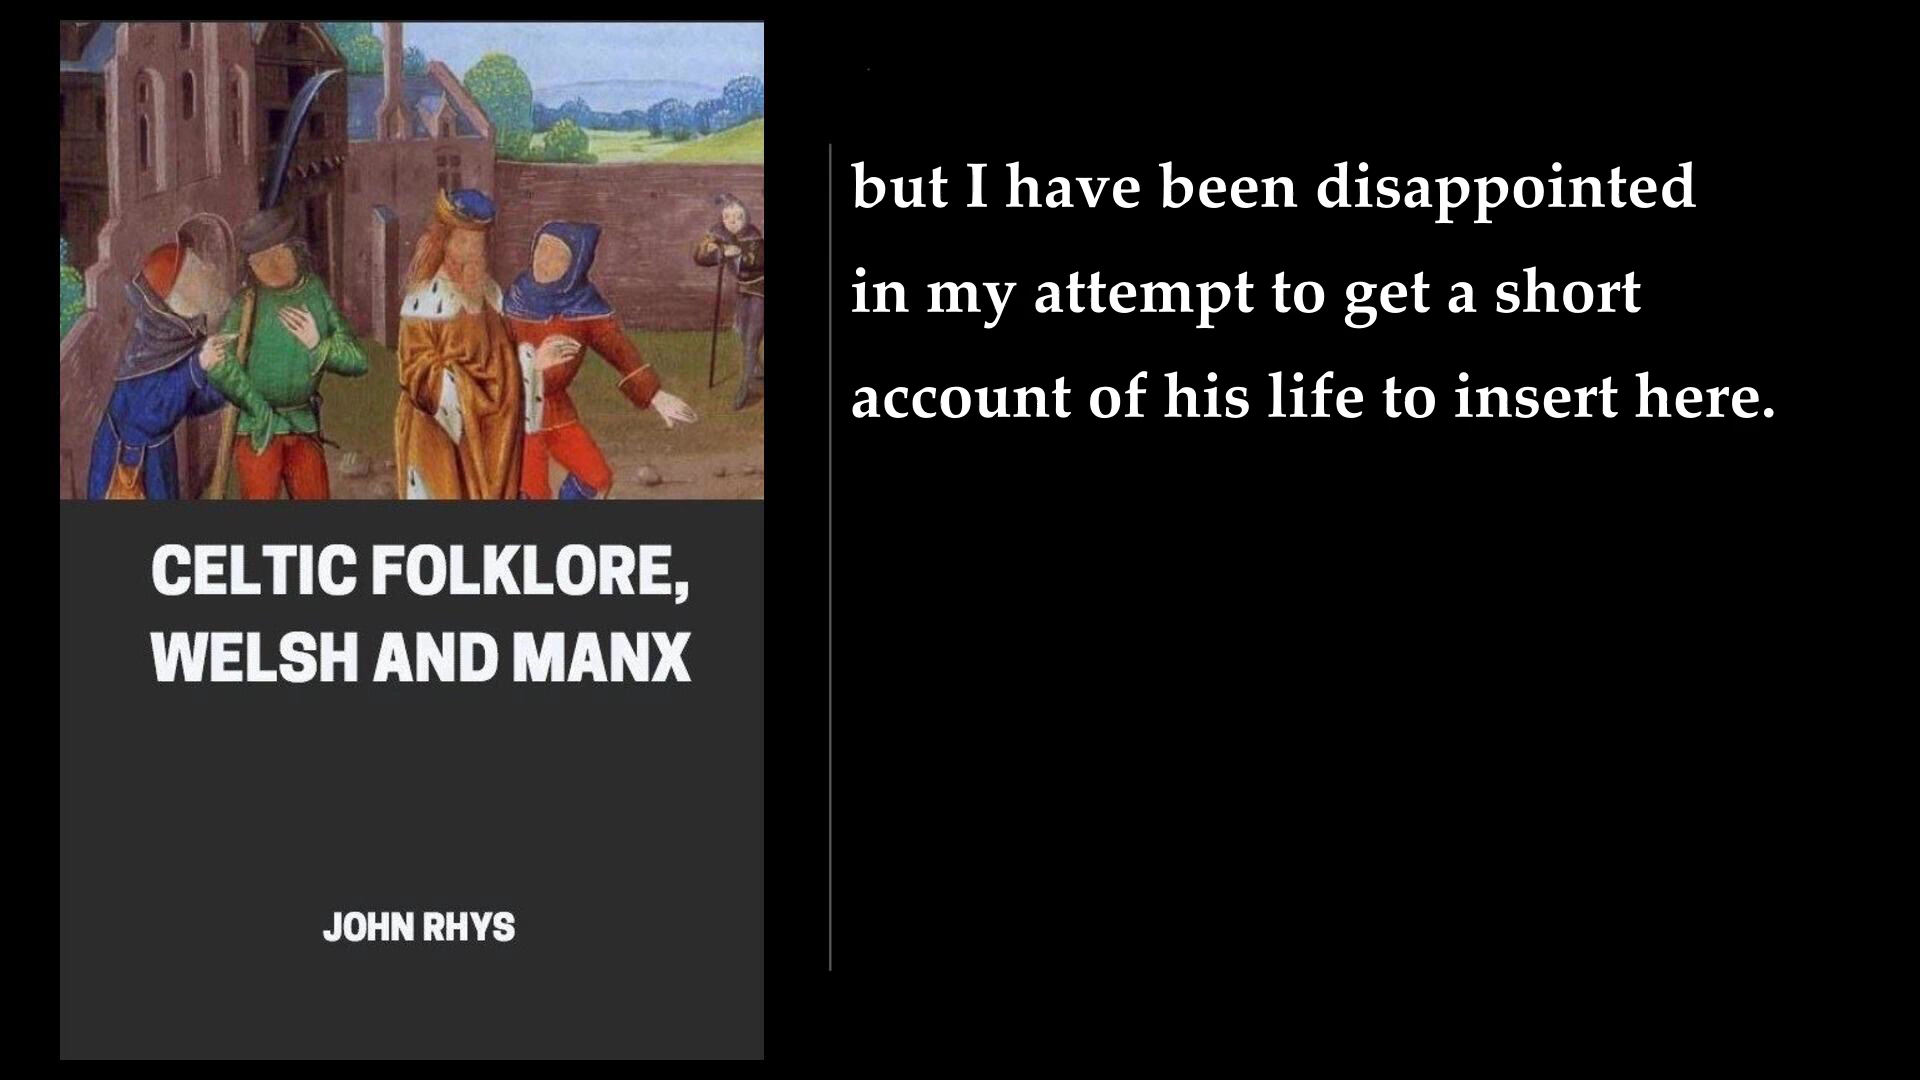 CELTIC FOLKLORE,
WELSH AND MANX
JOHN RHYS
but I have been disappointed
in my attempt to get a short
account of his life to insert here.